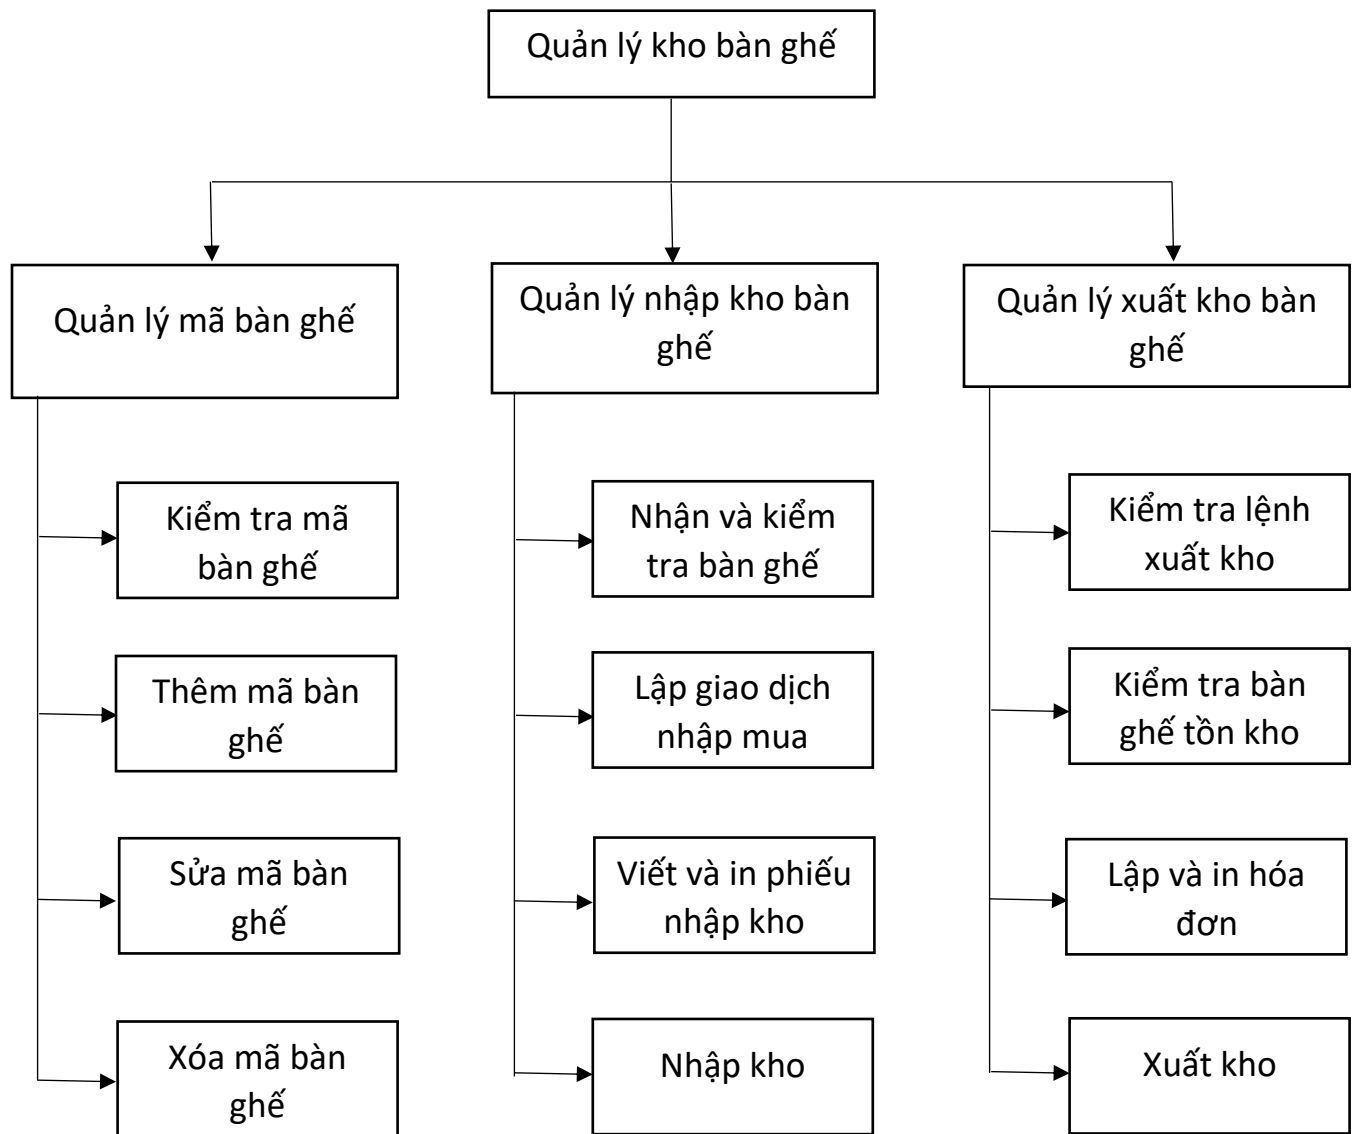 Quản lý kho bàn ghế
Quản lý mã bàn ghế
Quản lý nhập kho bàn
ghế
Quản lý xuất kho bàn
ghế
Kiểm tra mã
bàn ghế
Thêm mã bàn
ghế
Sửa mã bàn
ghế
Xóa mã bàn
ghế
Nhận và kiểm
tra bàn ghế
Lập giao dịch
nhập mua
Viết và in phiếu
nhập kho
Nhập kho
Kiểm tra lệnh
xuất kho
Kiểm tra bàn
ghế tồn kho
Lập và in hóa
đơn
Xuất kho